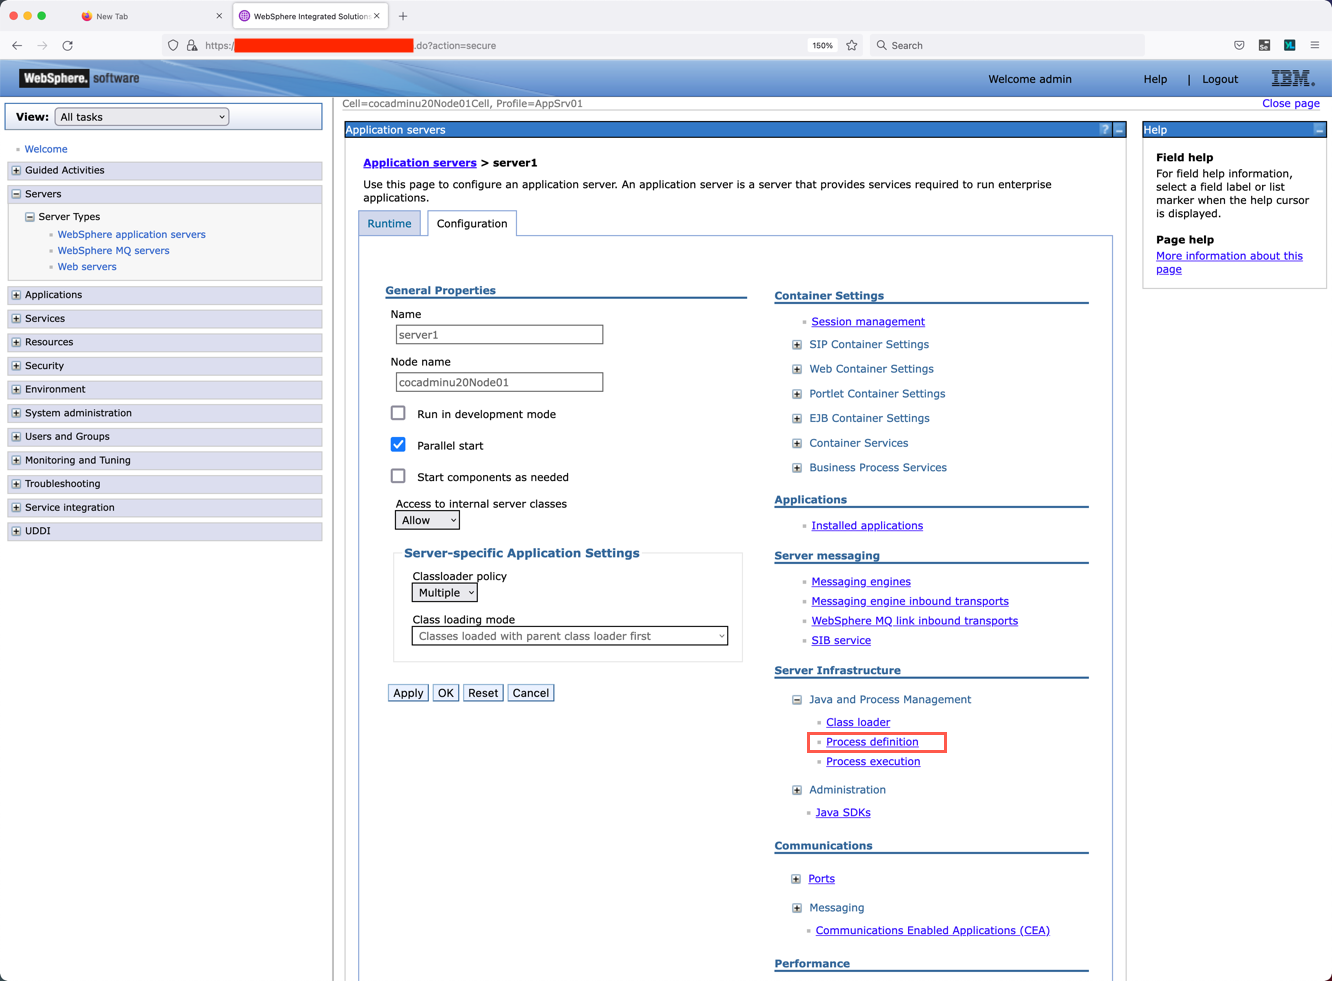 New Tab
WebSphere Integrated Solutions
https:/
.do?action=secure
150%
Search
WebSphere. software
Welcome admin
Help
|
Logout
IBM.
View:
All tasks
Cell=cocadminu20Node01Cell, Profile=AppSrv01
Close page
Welcome
Guided Activities
Servers
Server Types
WebSphere application servers
WebSphere MQ servers
Web servers
Applications
Services
Resources
Security
Environment
System administration
Users and Groups
Monitoring and Tuning
Troubleshooting
Service integration
UDDI
Application servers
?
Application servers > server1
Use this page to configure an application server. An application server is a server that provides services required to run enterprise
applications.
Runtime
Configuration
General Properties
Name
server1
Node name
cocadminu20Node01
Run in development mode
Parallel start
Start components as needed
Access to internal server classes
Allow
Server-specific Application Settings
Classloader policy
Multiple
Class loading mode
Classes loaded with parent class loader first
Apply
OK
Reset
Cancel
Container Settings
Session management
SIP Container Settings
Web Container Settings
Portlet Container Settings
EJB Container Settings
Container Services
Business Process Services
Applications
Installed applications
Server messaging
Messaging engines
Messaging engine inbound transports
WebSphere MQ link inbound transports
SIB service
Server Infrastructure
Java and Process Management
Class loader
Process definition
Process execution
Administration
Java SDKs
Communications
Ports
Messaging
Communications Enabled Applications (CEA)
Performance
Help
Field help
For field help information,
select a field label or list
marker when the help cursor
is displayed.
Page help
More information about this
page